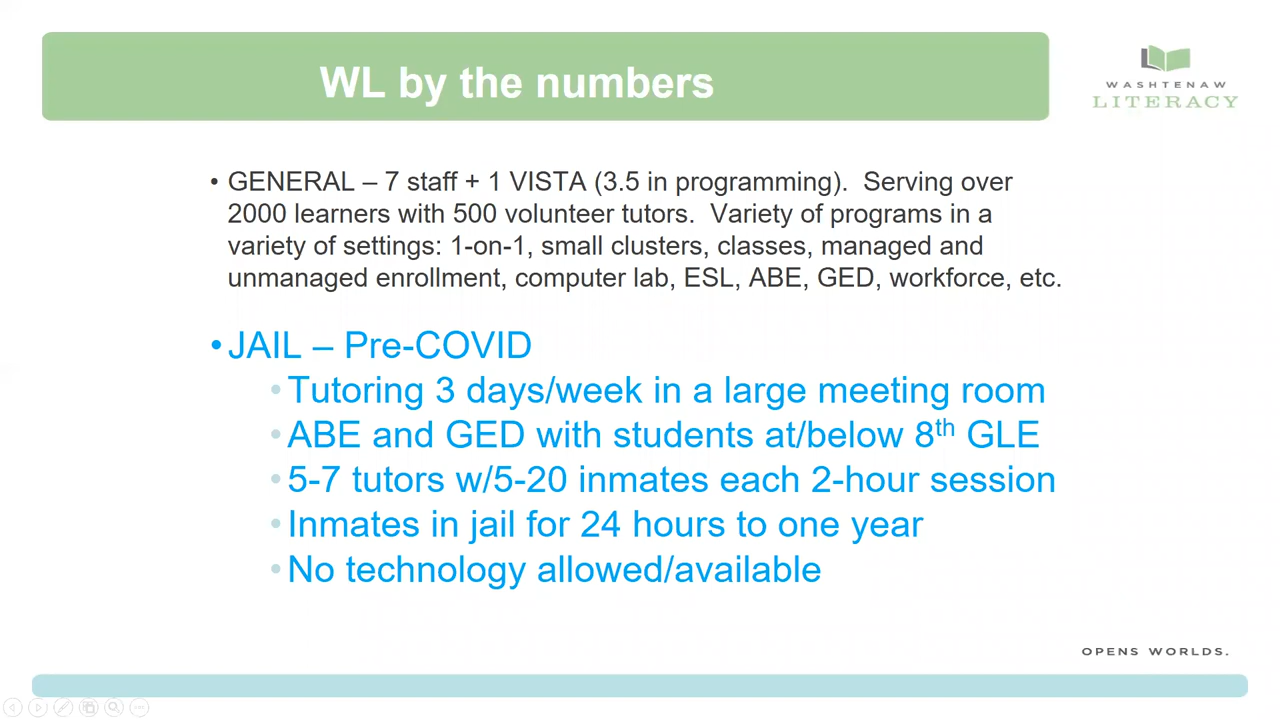 WL by the numbers
WASHTENAW
LITERACY
• GENERAL – 7 staff + 1 VISTA (3.5 in programming).  Serving over
2000 learners with 500 volunteer tutors.  Variety of programs in a
variety of settings: 1-on-1, small clusters, classes, managed and
unmanaged enrollment, computer lab, ESL, ABE, GED, workforce, etc.
• JAIL – Pre-COVID
• Tutoring 3 days/week in a large meeting room
• ABE and GED with students at/below 8th GLE
• 5-7 tutors w/5-20 inmates each 2-hour session
• Inmates in jail for 24 hours to one year
• No technology allowed/available
OPENS WORLDS.